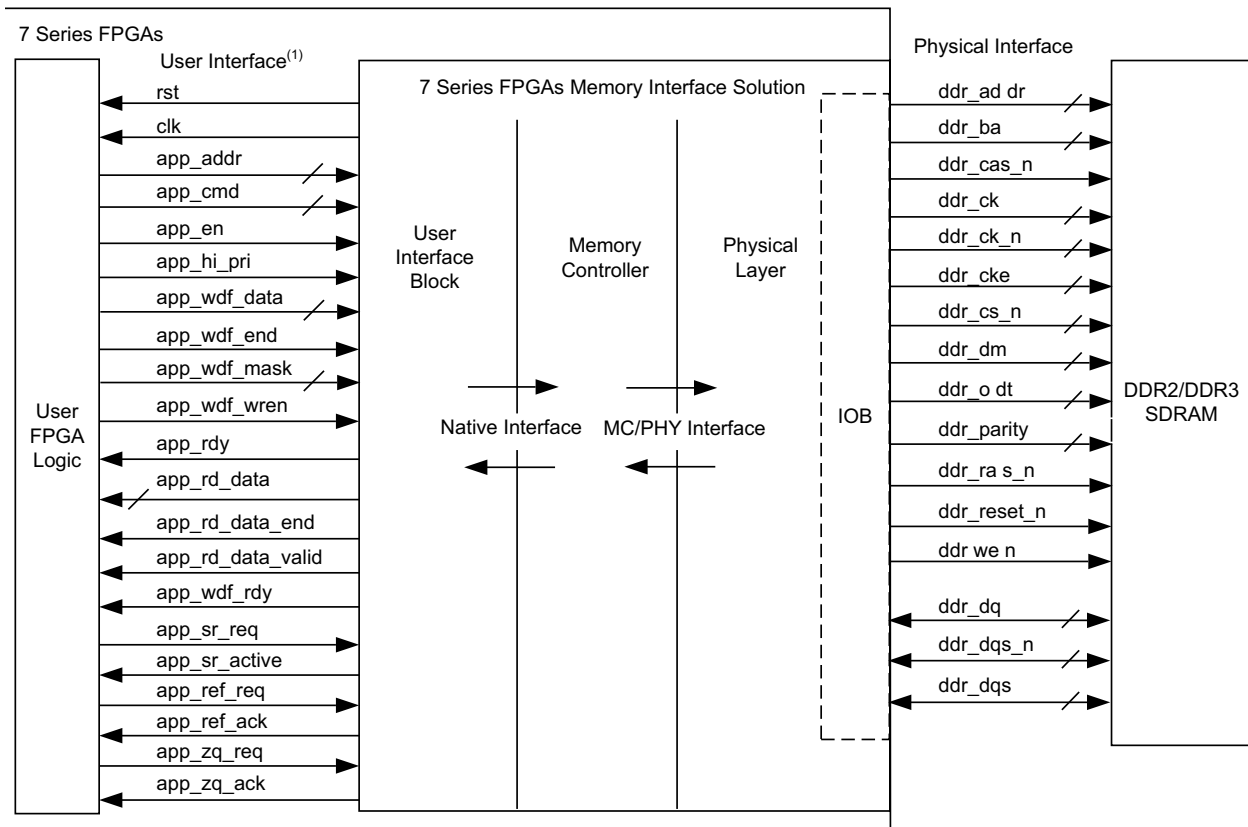 7 Series FPGAs
User Interface(1)
Physical Interface
7 Series FPGAs Memory Interface Solution
rst
clk
app_addr
app_cmd
app_en
app_hi_pri
app_wdf_data
app_wdf_end
app_wdf_mask
app_wdf_wren
app_rdy
app_rd_data
app_rd_data_end
app_rd_data_valid
app_wdf_rdy
app_sr_req
app_sr_active
app_ref_req
app_ref_ack
app_zq_req
app_zq_ack
User
FPGA
Logic
User
Interface
Block
Memory
Controller
Physical
Layer
Native Interface
MC/PHY Interface
IOB
ddr_ad dr
ddr_ba
ddr_cas_n
ddr_ck
ddr_ck_n
ddr_cke
ddr_cs_n
ddr_dm
ddr_o dt
ddr_parity
ddr_ra s_n
ddr_reset_n
ddr we n
ddr_dq
ddr_dqs_n
ddr_dqs
DDR2/DDR3
SDRAM